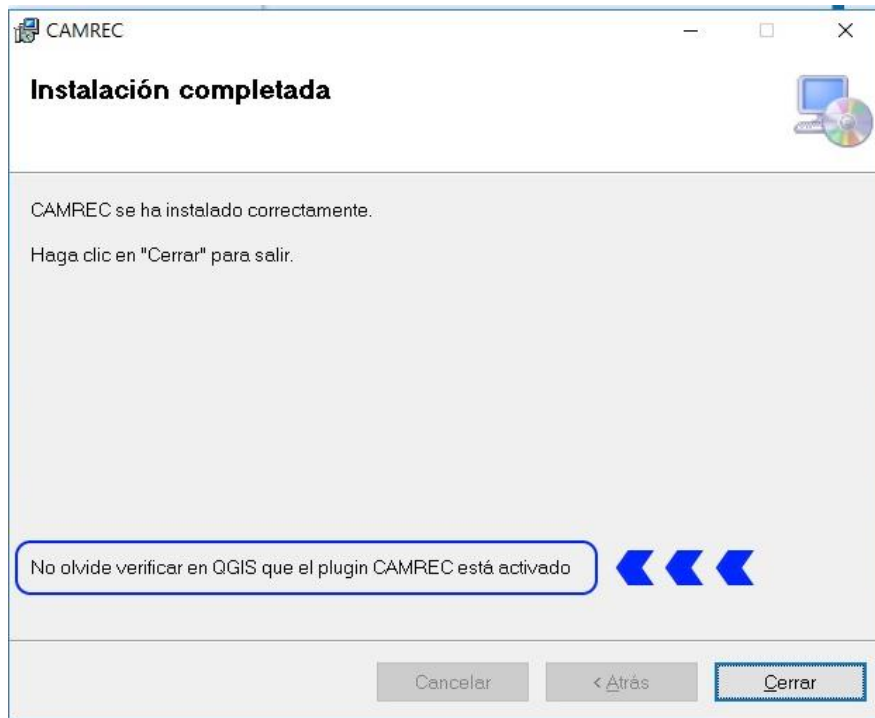 CAMREC
Instalación completada
CAMREC se ha instalado correctamente.
Haga clic en "Cerrar" para salir.
No olvide verificar en QGIS que el plugin CAMREC está activado
Cancelar
< Atrás
Cerrar